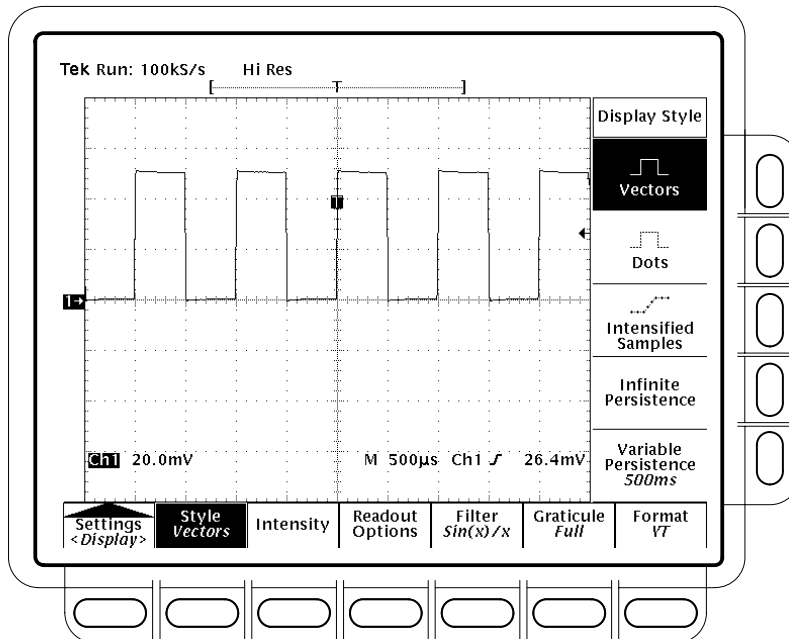 Tek Run: 100kS/s Hi Res
[ T ]
Display Style
Vectors
T
Dots
1→
Intensified
Samples
Infinite
Persistence
Ch1 20.0mV M 500µs Ch1 ⌡ 26.4mV
Variable
Persistence
500ms
Settings
<Display>
Style
Vectors
Intensity
Readout
Options
Filter
Sin(x)/x
Graticule
Full
Format
YT